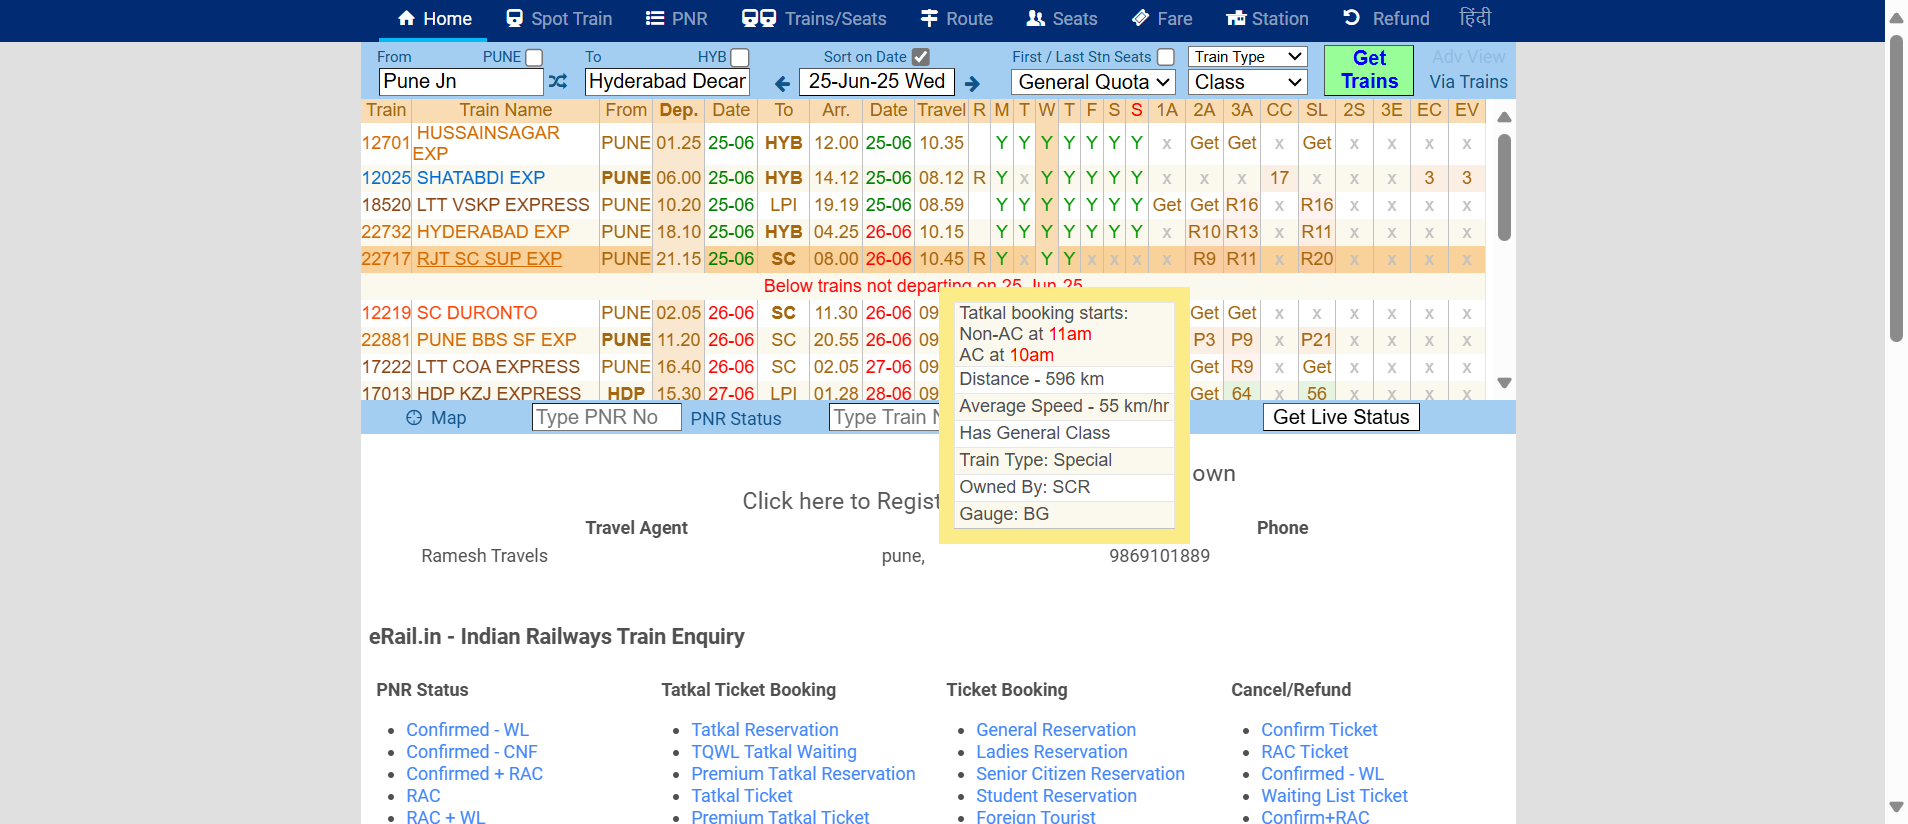 Home Spot Train PNR Trains/Seats Route Seats Fare Station Refund हिंदी
From PUNE To HYB Sort on Date First / Last Stn Seats Train Type Get Trains Adv View
Pune Jn Hyderabad Decan 25-Jun-25 Wed General Quota Class Via Trains
Train Train Name From Dep. Date To Arr. Date Travel R M T W T F S S 1A 2A 3A CC SL 2S 3E EC EV
12701 HUSSAINSAGAR EXP PUNE 01.25 25-06 HYB 12.00 25-06 10.35 Y Y Y Y Y Y Y x Get Get x Get x x x x
12025 SHATABDI EXP PUNE 06.00 25-06 HYB 14.12 25-06 08.12 R Y x Y Y Y Y Y x x x 17 x x x 3 3
18520 LTT VSKP EXPRESS PUNE 10.20 25-06 LPI 19.19 25-06 08.59 Y Y Y Y Y Y Y Get Get R16 x R16 x x x x
22732 HYDERABAD EXP PUNE 18.10 25-06 HYB 04.25 26-06 10.15 Y Y Y Y Y Y Y x R10 R13 x R11 x x x x
22717 RJT SC SUP EXP PUNE 21.15 25-06 SC 08.00 26-06 10.45 R Y x Y Y x x x x R9 R11 x R20 x x x x
Below trains not departing on 25-Jun-25
12219 SC DURONTO PUNE 02.05 26-06 SC 11.30 26-06 09 Get Get x x x x x x
22881 PUNE BBS SF EXP PUNE 11.20 26-06 SC 20.55 26-06 09 P3 P9 x P21 x x x x
17222 LTT COA EXPRESS PUNE 16.40 26-06 SC 02.05 27-06 09 Get R9 x Get x x x x
17013 HDP KZJ EXPRESS HDP 15.30 27-06 LPI 01.28 28-06 09 Get 64 x 56 x x x x
Tatkal booking starts:
Non-AC at 11am
AC at 10am
Distance - 596 km
Average Speed - 55 km/hr
Has General Class
Train Type: Special
Owned By: SCR
Gauge: BG
Map Type PNR No PNR Status Type Train N Get Live Status
own
Click here to Regist
Travel Agent Phone
Ramesh Travels pune, 9869101889
eRail.in - Indian Railways Train Enquiry
PNR Status Tatkal Ticket Booking Ticket Booking Cancel/Refund
Confirmed - WL Tatkal Reservation General Reservation Confirm Ticket
Confirmed - CNF TQWL Tatkal Waiting Ladies Reservation RAC Ticket
Confirmed + RAC Premium Tatkal Reservation Senior Citizen Reservation Confirmed - WL
RAC Tatkal Ticket Student Reservation Waiting List Ticket
RAC + WL Premium Tatkal Ticket Foreign Tourist Confirm+RAC